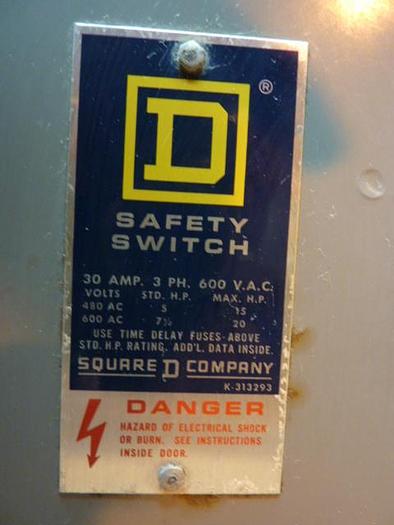 D ®
SAFETY
SWITCH
30 AMP. 3 PH. 600 V.A.C.
VOLTS STD. H.P. MAX. H.P.
480 AC 5 15
600 AC 7½ 20
USE TIME DELAY FUSES ABOVE
STD. H.P. RATING. ADD'L. DATA INSIDE.
SQUARE D COMPANY
K-313293
DANGER
HAZARD OF ELECTRICAL SHOCK
OR BURN. SEE INSTRUCTIONS
INSIDE DOOR.